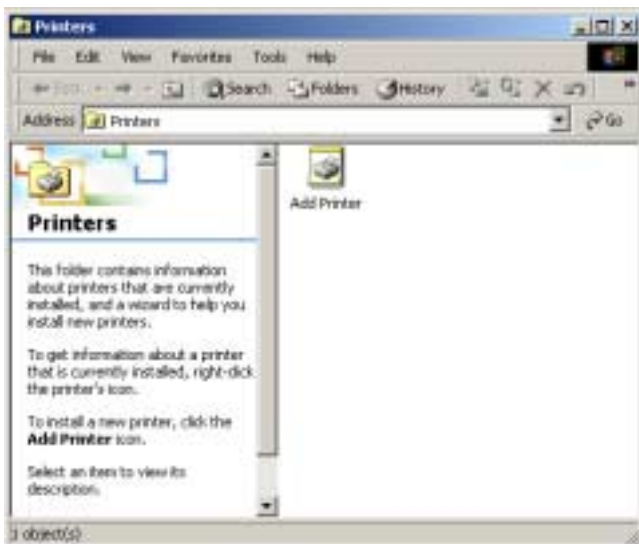 Printers
File Edit View Favorites Tools Help
Search Folders History
Address Printers Go
Printers
This folder contains information
about printers that are currently
installed, and a wizard to help you
install new printers.
To get information about a printer
that is currently installed, right-click
the printer's icon.
To install a new printer, click the
Add Printer icon.
Select an item to view its
description.
Add Printer
object(s)